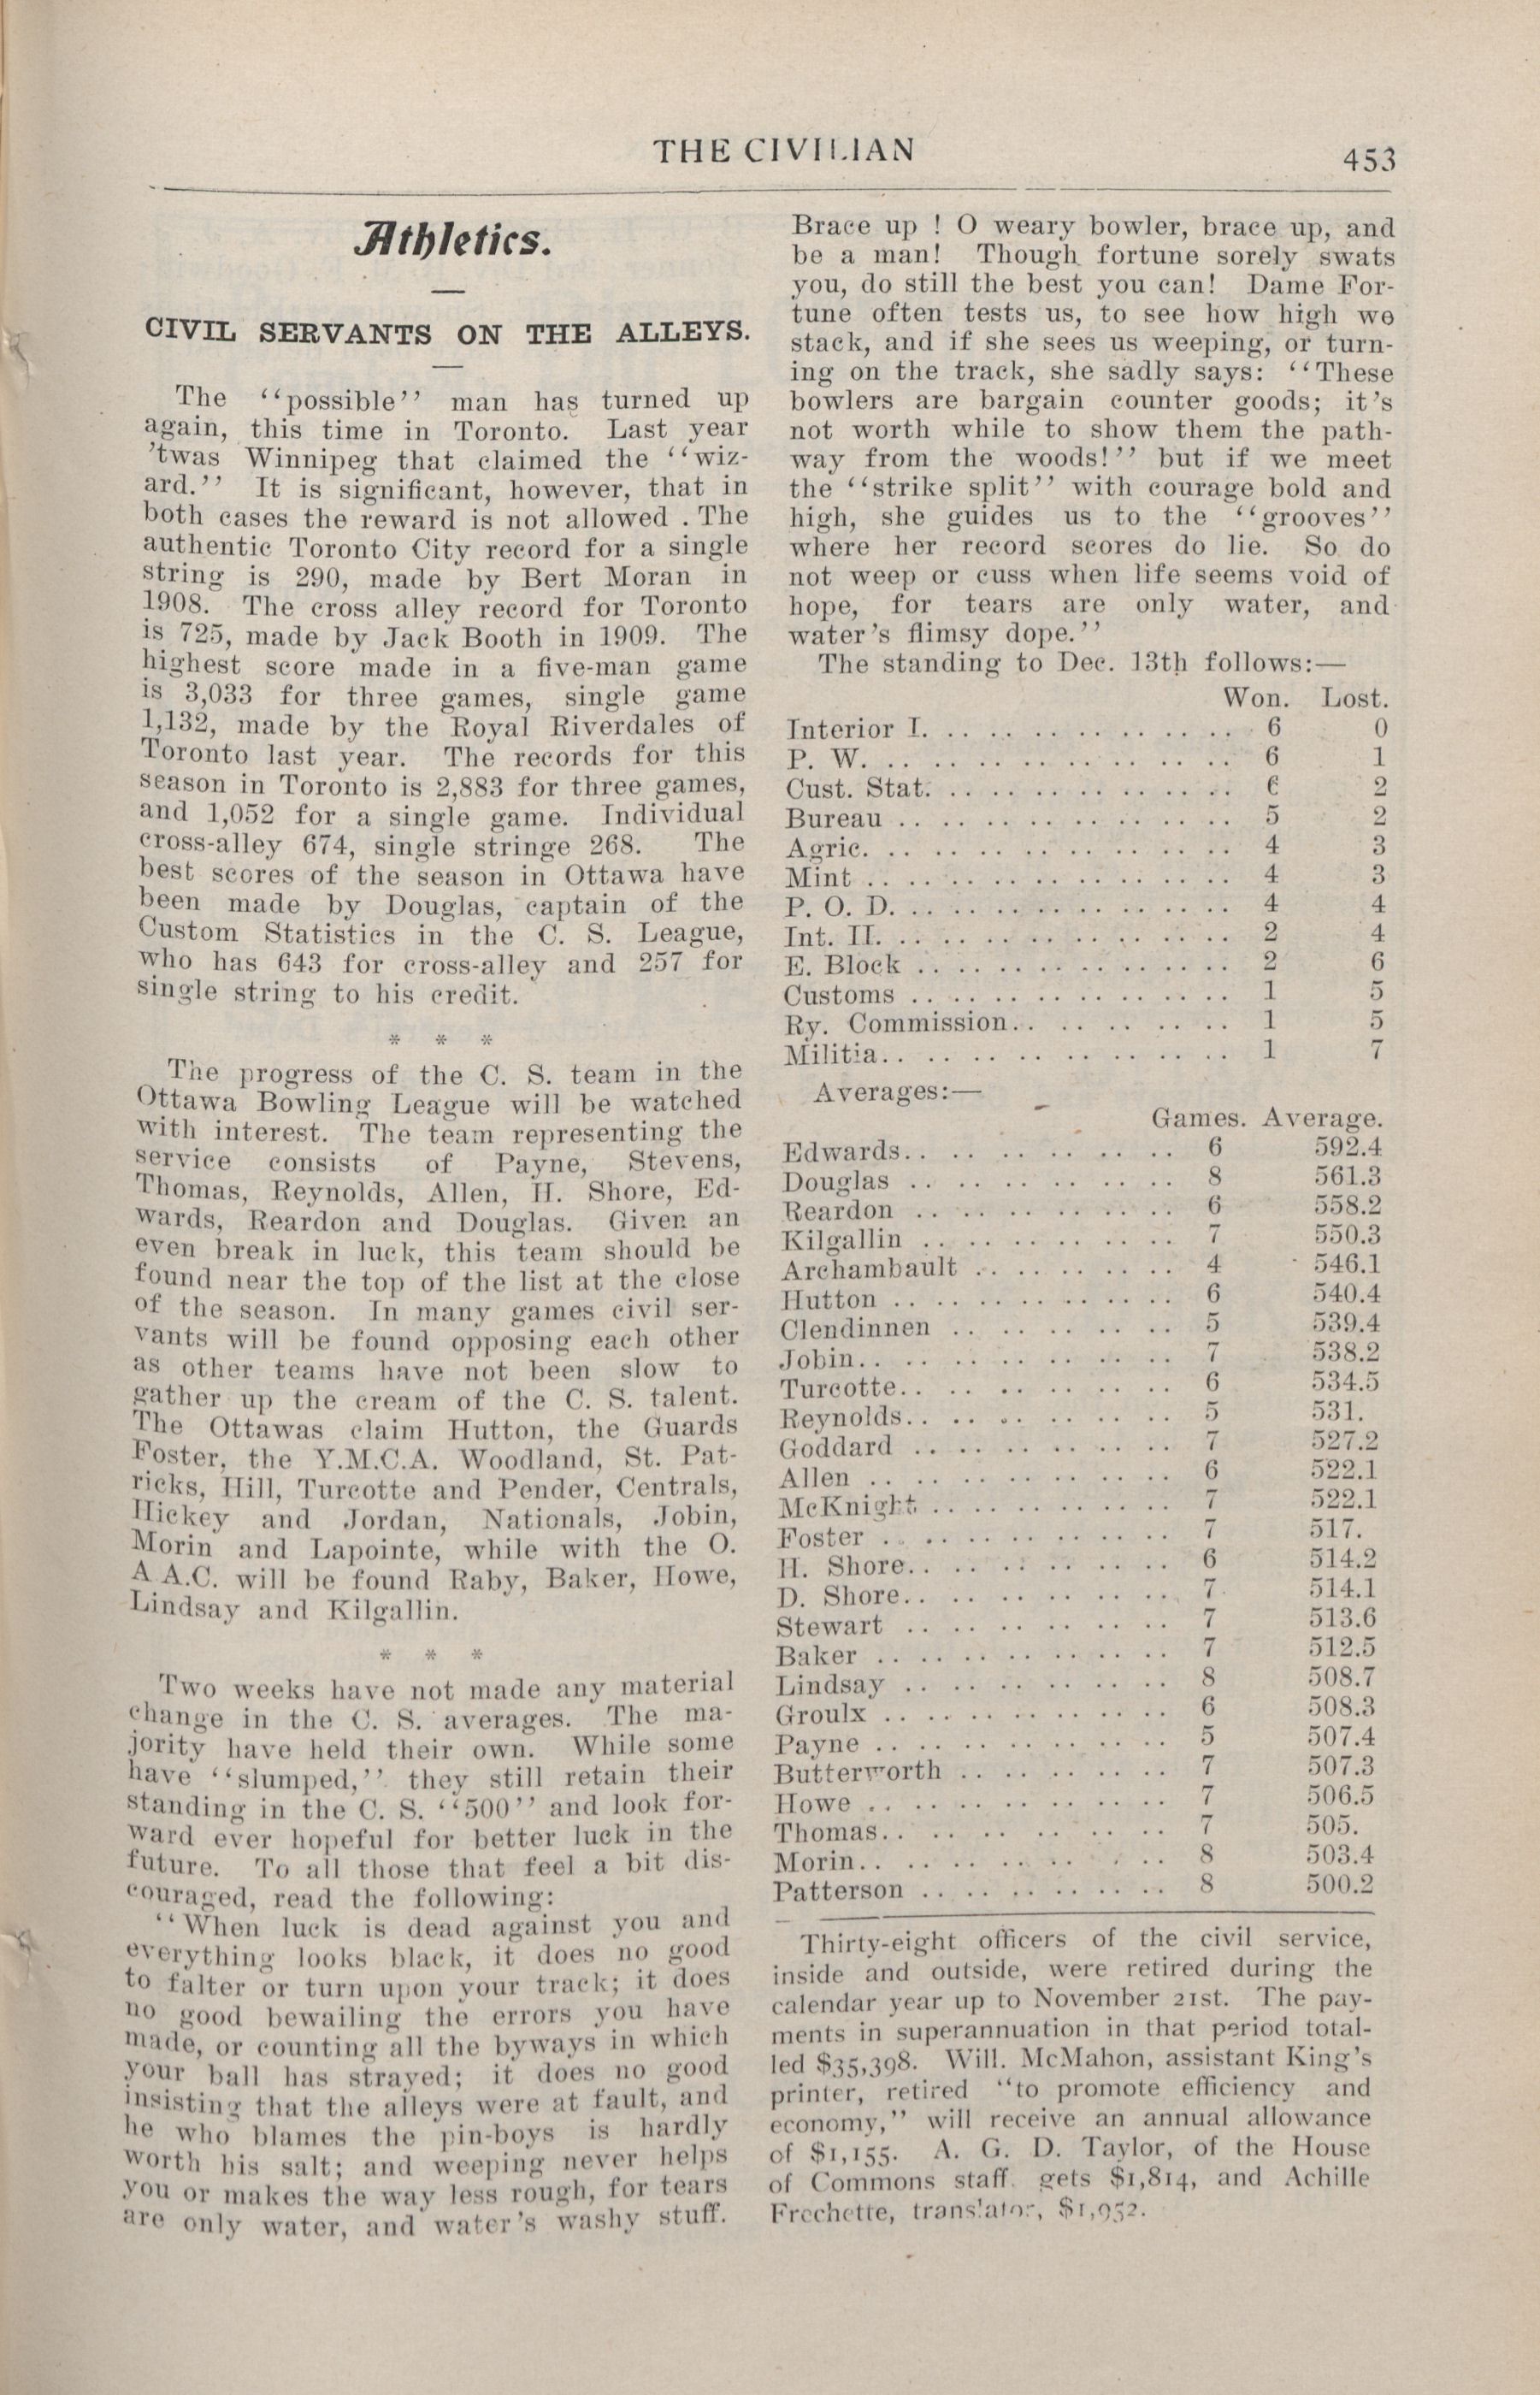 THE CIVILIAN
453
Athletics.
CIVIL SERVANTS ON THE ALLEYS.
The ‘‘possible’’ man has turned up
again, this time in Toronto. Last year
’twas Winnipeg that claimed the ‘‘wiz-
ard.’’ It is significant, however, that in
both cases the reward is not allowed . The
authentic Toronto City record for a single
string is 290, made by Bert Moran in
1908. The cross alley record for Toronto
is 725, made by Jack Booth in 1909. The
highest score made in a five-man game
is 3,033 for three games, single game
1,132, made by the Royal Riverdales of
Toronto last year. The records for this
season in Toronto is 2,883 for three games,
and 1,052 for a single game. Individual
cross-alley 674, single stringe 268. The
best scores of the season in Ottawa have
been made by Douglas, captain of the
Custom Statistics in the C. S. League,
who has 643 for cross-alley and 257 for
single string to his credit.
* * *
The progress of the C. S. team in the
Ottawa Bowling League will be watched
with interest. The team representing the
service consists of Payne, Stevens,
Thomas, Reynolds, Allen, H. Shore, Ed-
wards, Reardon and Douglas. Given an
even break in luck, this team should be
found near the top of the list at the close
of the season. In many games civil ser-
vants will be found opposing each other
as other teams have not been slow to
gather up the cream of the C. S. talent.
The Ottawas claim Hutton, the Guards
Foster, the Y.M.C.A. Woodland, St. Pat-
ricks, Hill, Turcotte and Pender, Centrals,
Hickey and Jordan, Nationals, Jobin,
Morin and Lapointe, while with the O.
A A.C. will be found Raby, Baker, Howe,
Lindsay and Kilgallin.
* * *
Two weeks have not made any material
change in the C. S. averages. The ma-
jority have held their own. While some
have ‘‘slumped,’’ they still retain their
standing in the C. S. ‘‘500’’ and look for-
ward ever hopeful for better luck in the
future. To all those that feel a bit dis-
couraged, read the following:
‘‘When luck is dead against you and
everything looks black, it does no good
to falter or turn upon your track; it does
no good bewailing the errors you have
made, or counting all the byways in which
your ball has strayed; it does no good
insisting that the alleys were at fault, and
he who blames the pin-boys is hardly
worth his salt; and weeping never helps
you or makes the way less rough, for tears
are only water, and water’s washy stuff.
Brace up ! O weary bowler, brace up, and
be a man! Though fortune sorely swats
you, do still the best you can! Dame For-
tune often tests us, to see how high we
stack, and if she sees us weeping, or turn-
ing on the track, she sadly says: ‘‘These
bowlers are bargain counter goods; it’s
not worth while to show them the path-
way from the woods!’’ but if we meet
the ‘‘strike split’’ with courage bold and
high, she guides us to the ‘‘grooves’’
where her record scores do lie. So do
not weep or cuss when life seems void of
hope, for tears are only water, and
water’s flimsy dope.’’
The standing to Dec. 13th follows:—
Won. Lost.
Interior I. . . . . . . . . . . . . 6 0
P. W. . . . . . . . . . . . . . 6 1
Cust. Stat. . . . . . . . . . . . 6 2
Bureau . . . . . . . . . . . . . 5 2
Agric. . . . . . . . . . . . . . 4 3
Mint . . . . . . . . . . . . . . 4 3
P. O. D. . . . . . . . . . . . . 4 4
Int. II. . . . . . . . . . . . . 2 4
E. Block . . . . . . . . . . . . 2 6
Customs . . . . . . . . . . . . 1 5
Ry. Commission. . . . . . . . . 1 5
Militia. . . . . . . . . . . . . 1 7
Averages:—
Games. Average.
Edwards. . . . . . . . . . 6 592.4
Douglas . . . . . . . . . . 8 561.3
Reardon . . . . . . . . . . 6 558.2
Kilgallin . . . . . . . . . 7 550.3
Archambault . . . . . . . . 4 546.1
Hutton . . . . . . . . . . 6 540.4
Clendinnen . . . . . . . . 5 539.4
Jobin. . . . . . . . . . . 7 538.2
Turcotte. . . . . . . . . . 6 534.5
Reynolds. . . . . . . . . . 5 531.
Goddard . . . . . . . . . . 7 527.2
Allen . . . . . . . . . . . 6 522.1
McKnight . . . . . . . . . 7 522.1
Foster . . . . . . . . . . 7 517.
H. Shore. . . . . . . . . . 6 514.2
D. Shore. . . . . . . . . . 7 514.1
Stewart . . . . . . . . . . 7 513.6
Baker . . . . . . . . . . . 7 512.5
Lindsay . . . . . . . . . . 8 508.7
Groulx . . . . . . . . . . 6 508.3
Payne . . . . . . . . . . . 5 507.4
Butterworth . . . . . . . . 7 507.3
Howe . . . . . . . . . . . 7 506.5
Thomas. . . . . . . . . . . 7 505.
Morin. . . . . . . . . . . 8 503.4
Patterson . . . . . . . . . 8 500.2
Thirty-eight officers of the civil service,
inside and outside, were retired during the
calendar year up to November 21st. The pay-
ments in superannuation in that period total-
led $35,398. Will. McMahon, assistant King’s
printer, retired “to promote efficiency and
economy,” will receive an annual allowance
of $1,155. A. G. D. Taylor, of the House
of Commons staff. gets $1,814, and Achille
Frechette, translator, $1,952.